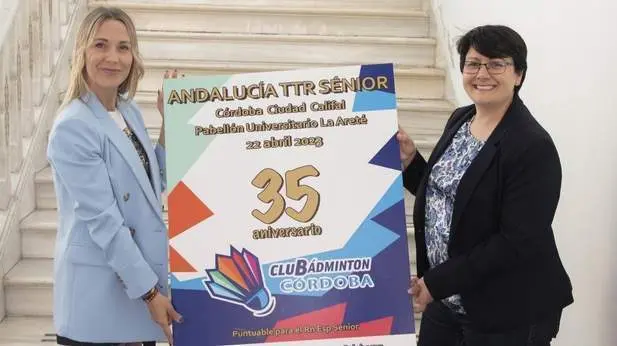 ANDALUCÍA TTR SÉNIOR
Córdoba Ciudad Califal
Pabellón Universitario La Areté
22 abril 2023
35
aniversario
CLUBÁDMINTON
CÓRDOBA
Puntuable para el Rn Esp Sénior